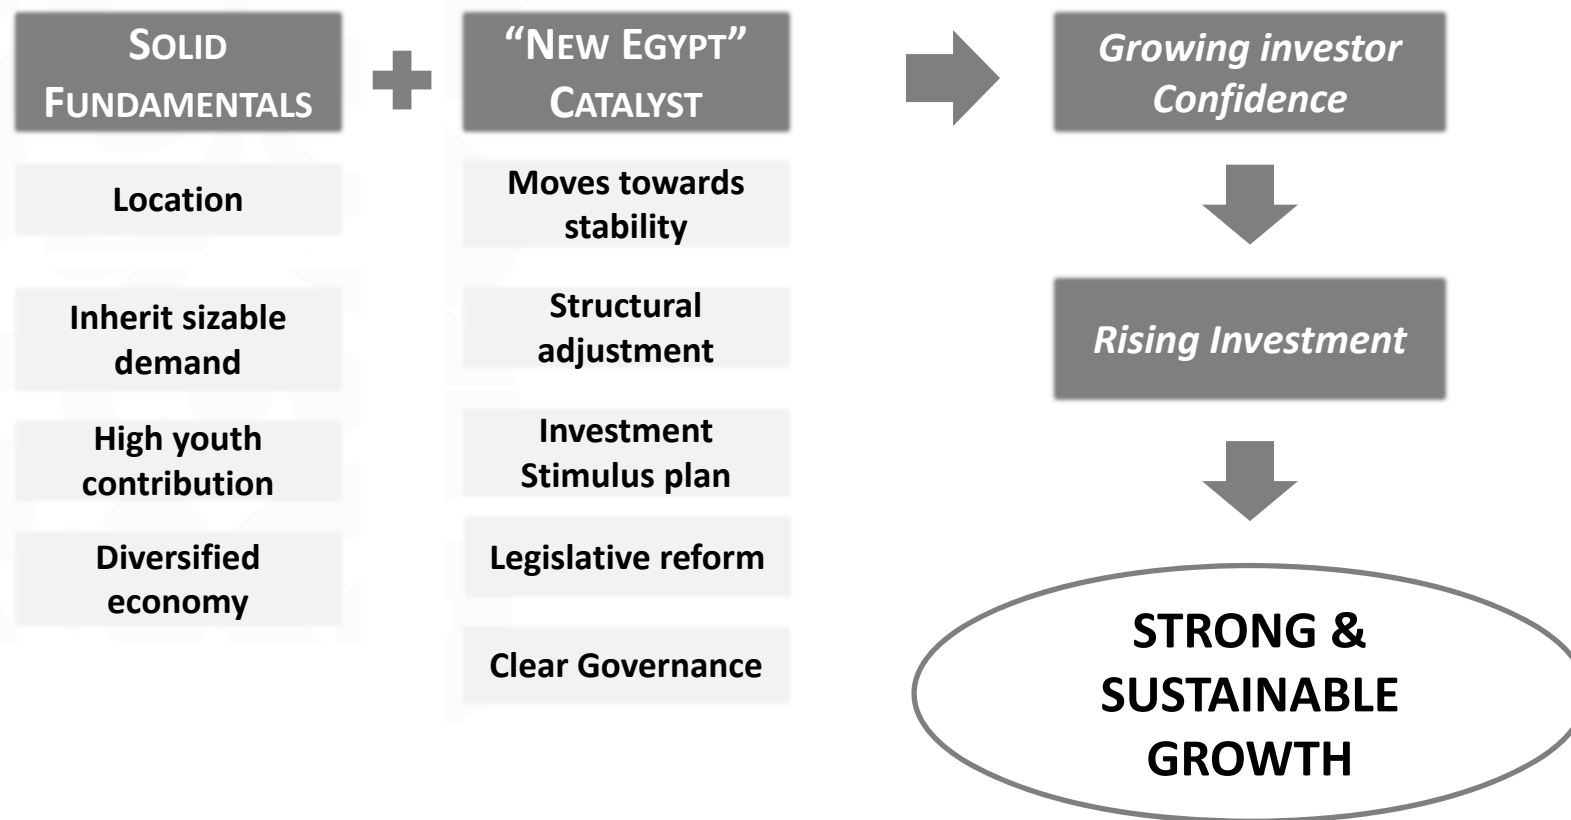 SOLID
FUNDAMENTALS
Location
Inherit sizable
demand
High youth
contribution
Diversified
economy
“NEW EGYPT”
CATALYST
Moves towards
stability
Structural
adjustment
Investment
Stimulus plan
Legislative reform
Clear Governance
Growing investor
Confidence
Rising Investment
STRONG &
SUSTAINABLE
GROWTH